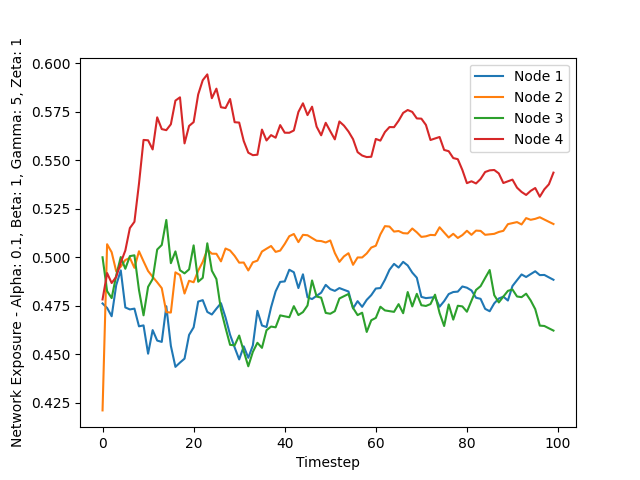 Network Exposure - Alpha: 0.1, Beta: 1, Gamma: 5, Zeta: 1
0.600
0.575
0.550
0.525
0.500
0.475
0.450
0.425
Node 1
Node 2
Node 3
Node 4
0 20 40 60 80 100
Timestep